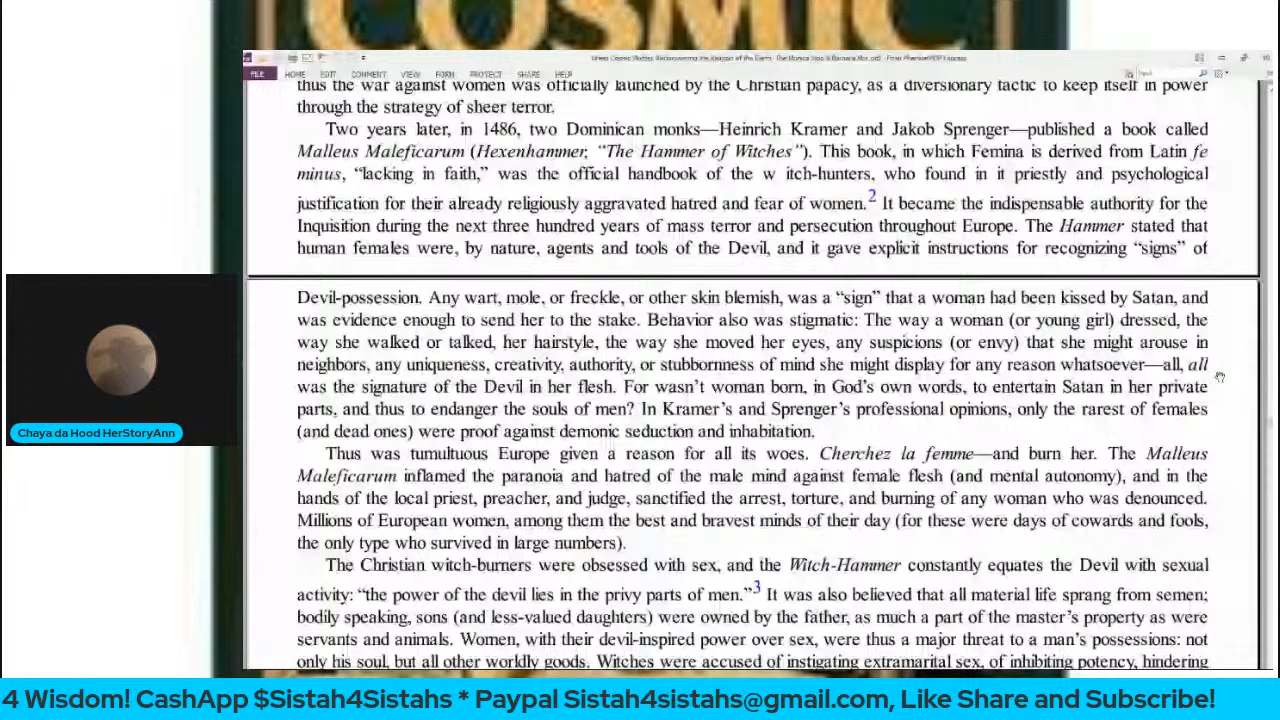 COSMIC
FILE HOME EDIT COMMENT VIEW FORM PROTECT SHARE HELP
thus the war against women was officially launched by the Christian papacy, as a diversionary tactic to keep itself in power
through the strategy of sheer terror.
Two years later, in 1486, two Dominican monks—Heinrich Kramer and Jakob Sprenger—published a book called
Malleus Maleficarum (Hexenhammer, “The Hammer of Witches”). This book, in which Femina is derived from Latin fe
minus, “lacking in faith,” was the official handbook of the w itch-hunters, who found in it priestly and psychological
justification for their already religiously aggravated hatred and fear of women.2 It became the indispensable authority for the
Inquisition during the next three hundred years of mass terror and persecution throughout Europe. The Hammer stated that
human females were, by nature, agents and tools of the Devil, and it gave explicit instructions for recognizing “signs” of
Devil-possession. Any wart, mole, or freckle, or other skin blemish, was a “sign” that a woman had been kissed by Satan, and
was evidence enough to send her to the stake. Behavior also was stigmatic: The way a woman (or young girl) dressed, the
way she walked or talked, her hairstyle, the way she moved her eyes, any suspicions (or envy) that she might arouse in
neighbors, any uniqueness, creativity, authority, or stubbornness of mind she might display for any reason whatsoever—all, all
was the signature of the Devil in her flesh. For wasn’t woman born, in God’s own words, to entertain Satan in her private
parts, and thus to endanger the souls of men? In Kramer’s and Sprenger’s professional opinions, only the rarest of females
(and dead ones) were proof against demonic seduction and inhabitation.
Thus was tumultuous Europe given a reason for all its woes. Cherchez la femme—and burn her. The Malleus
Maleficarum inflamed the paranoia and hatred of the male mind against female flesh (and mental autonomy), and in the
hands of the local priest, preacher, and judge, sanctified the arrest, torture, and burning of any woman who was denounced.
Millions of European women, among them the best and bravest minds of their day (for these were days of cowards and fools,
the only type who survived in large numbers).
The Christian witch-burners were obsessed with sex, and the Witch-Hammer constantly equates the Devil with sexual
activity: “the power of the devil lies in the privy parts of men.”3 It was also believed that all material life sprang from semen;
bodily speaking, sons (and less-valued daughters) were owned by the father, as much a part of the master’s property as were
servants and animals. Women, with their devil-inspired power over sex, were thus a major threat to a man’s possessions: not
only his soul, but all other worldly goods. Witches were accused of instigating extramarital sex, of inhibiting potency, hindering
Chaya da Hood HerStoryAnn
4 Wisdom! CashApp $Sistah4Sistahs * Paypal Sistah4sistahs@gmail.com, Like Share and Subscribe!